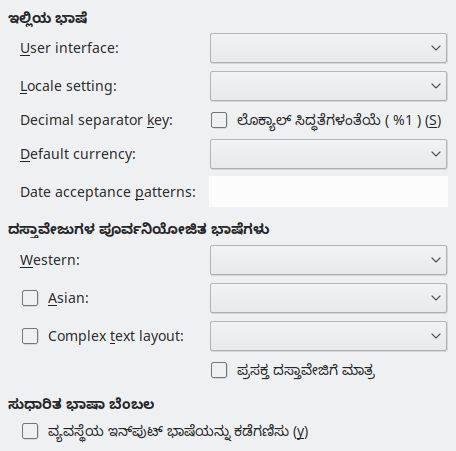 ಇಲ್ಲಿಯ ಭಾಷೆ
User interface:
Locale setting:
Decimal separator key: ಲೊಕ್ಯಾಲ್ ಸಿದ್ಧತೆಗಳಂತೆಯೆ ( %1 ) (S)
Default currency:
Date acceptance patterns:
ದಸ್ತಾವೇಜುಗಳ ಪೂರ್ವನಿಯೋಜಿತ ಭಾಷೆಗಳು
Western:
Asian:
Complex text layout:
ಪ್ರಸಕ್ತ ದಸ್ತಾವೇಜಿಗೆ ಮಾತ್ರ
ಸುಧಾರಿತ ಭಾಷಾ ಬೆಂಬಲ
ವ್ಯವಸ್ಥೆಯ ಇನ್‌ಪುಟ್ ಭಾಷೆಯನ್ನು ಕಡೆಗಣಿಸು (y)